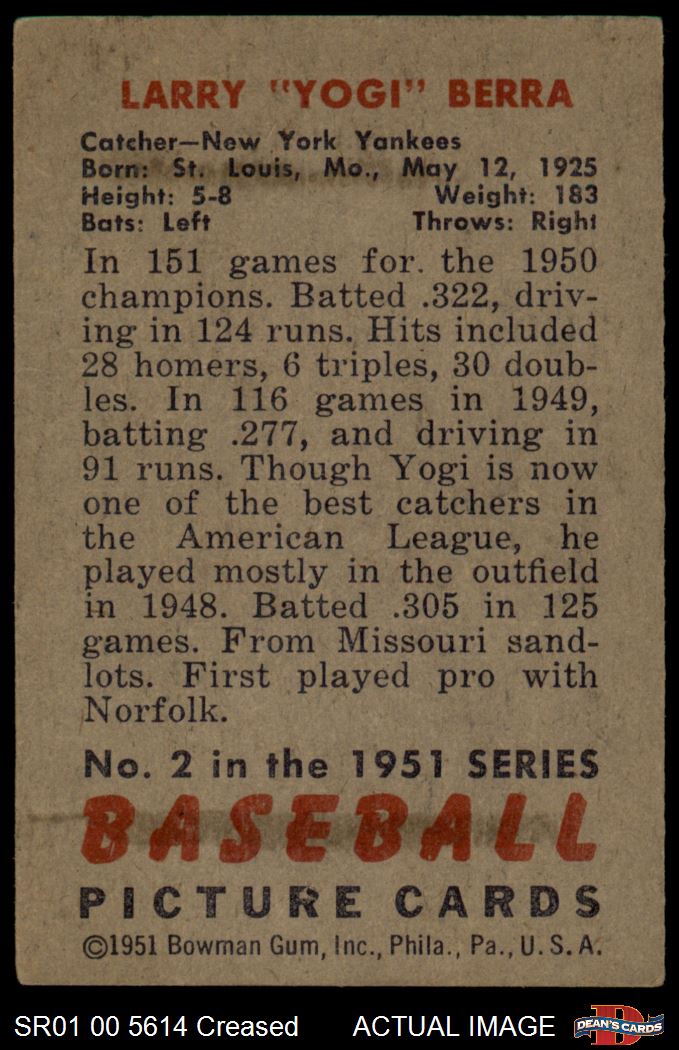 LARRY "YOGI" BERRA
Catcher—New York Yankees
Born: St. Louis, Mo., May 12, 1925
Height: 5-8 Weight: 183
Bats: Left Throws: Right
In 151 games for. the 1950
champions. Batted .322, driv-
ing in 124 runs. Hits included
28 homers, 6 triples, 30 doub-
les. In 116 games in 1949,
batting .277, and driving in
91 runs. Though Yogi is now
one of the best catchers in
the American League, he
played mostly in the outfield
in 1948. Batted .305 in 125
games. From Missouri sand-
lots. First played pro with
Norfolk.
No. 2 in the 1951 SERIES
BASEBALL
PICTURE CARDS
©1951 Bowman Gum, Inc., Phila., Pa., U. S. A.
SR01 00 5614 Creased ACTUAL IMAGE D DEAN'S CARDS